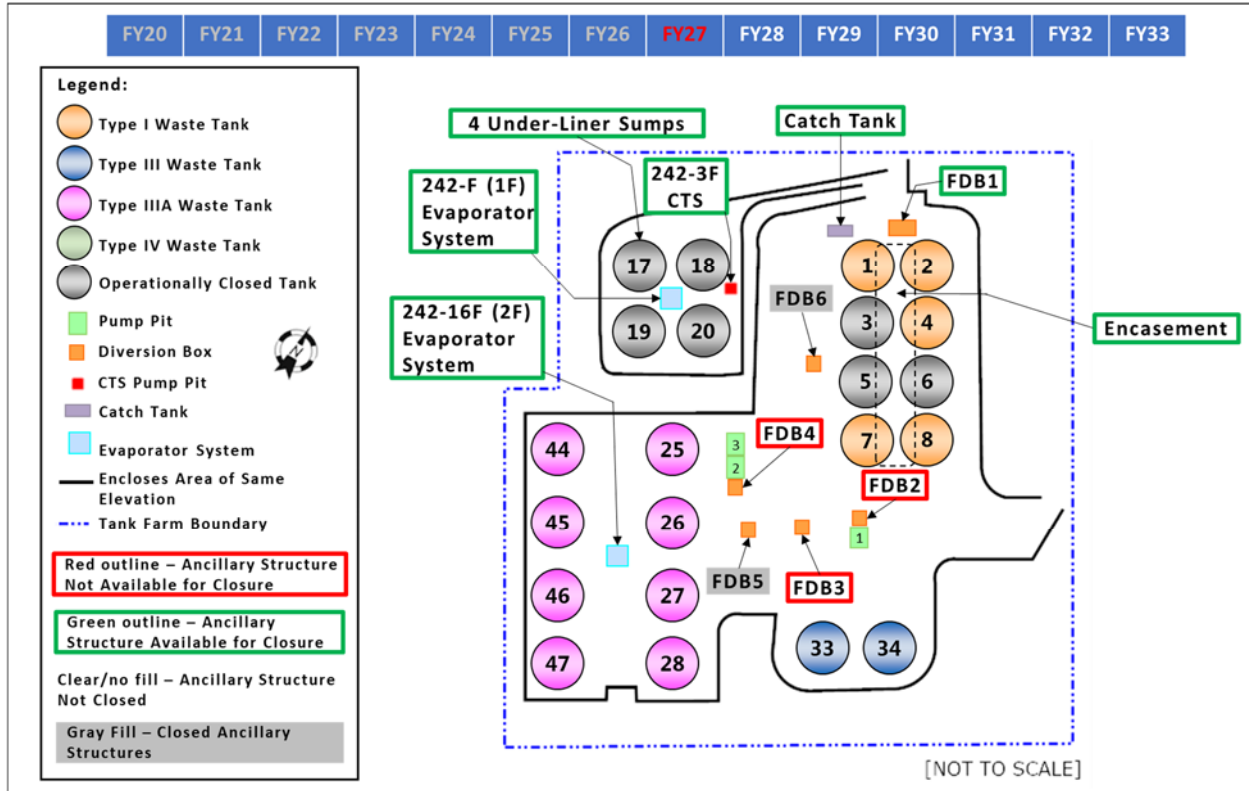 FY20 FY21 FY22 FY23 FY24 FY25 FY26 FY27 FY28 FY29 FY30 FY31 FY32 FY33
Legend:
Type I Waste Tank
Type III Waste Tank
Type IIIA Waste Tank
Type IV Waste Tank
Operationally Closed Tank
Pump Pit
Diversion Box
CTS Pump Pit
Catch Tank
Evaporator System
Encloses Area of Same
Elevation
Tank Farm Boundary
Red outline – Ancillary Structure
Not Available for Closure
Green outline – Ancillary
Structure Available for Closure
Clear/no fill – Ancillary Structure
Not Closed
Gray Fill – Closed Ancillary
Structures
N
4 Under-Liner Sumps
Catch Tank
242-F (1F)
Evaporator
System
242-3F
CTS
FDB1
17 18
19 20
1 2
3 4
5 6
7 8
FDB6
Encasement
242-16F (2F)
Evaporator
System
44 25
45 26
46 27
47 28
3
2
FDB4
FDB2
1
FDB5
FDB3
33 34
[NOT TO SCALE]